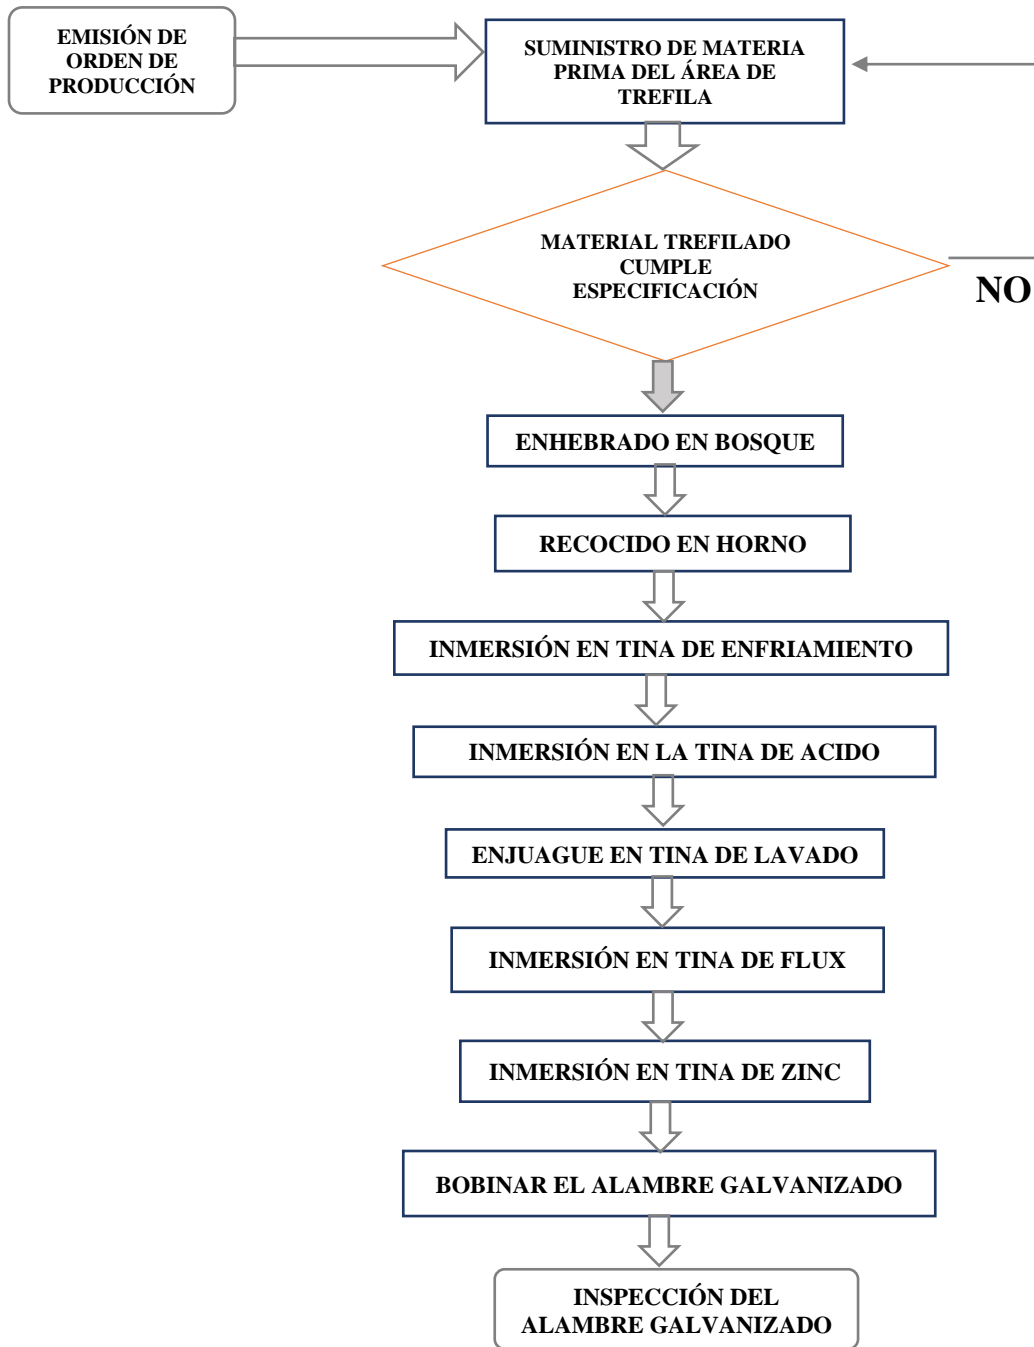 EMISIÓN DE
ORDEN DE
PRODUCCIÓN
SUMINISTRO DE MATERIA
PRIMA DEL ÁREA DE
TREFILA
MATERIAL TREFILADO
CUMPLE
ESPECIFICACIÓN
NO
ENHEBRADO EN BOSQUE
RECOCIDO EN HORNO
INMERSIÓN EN TINA DE ENFRIAMIENTO
INMERSIÓN EN LA TINA DE ACIDO
ENJUAGUE EN TINA DE LAVADO
INMERSIÓN EN TINA DE FLUX
INMERSIÓN EN TINA DE ZINC
BOBINAR EL ALAMBRE GALVANIZADO
INSPECCIÓN DEL
ALAMBRE GALVANIZADO